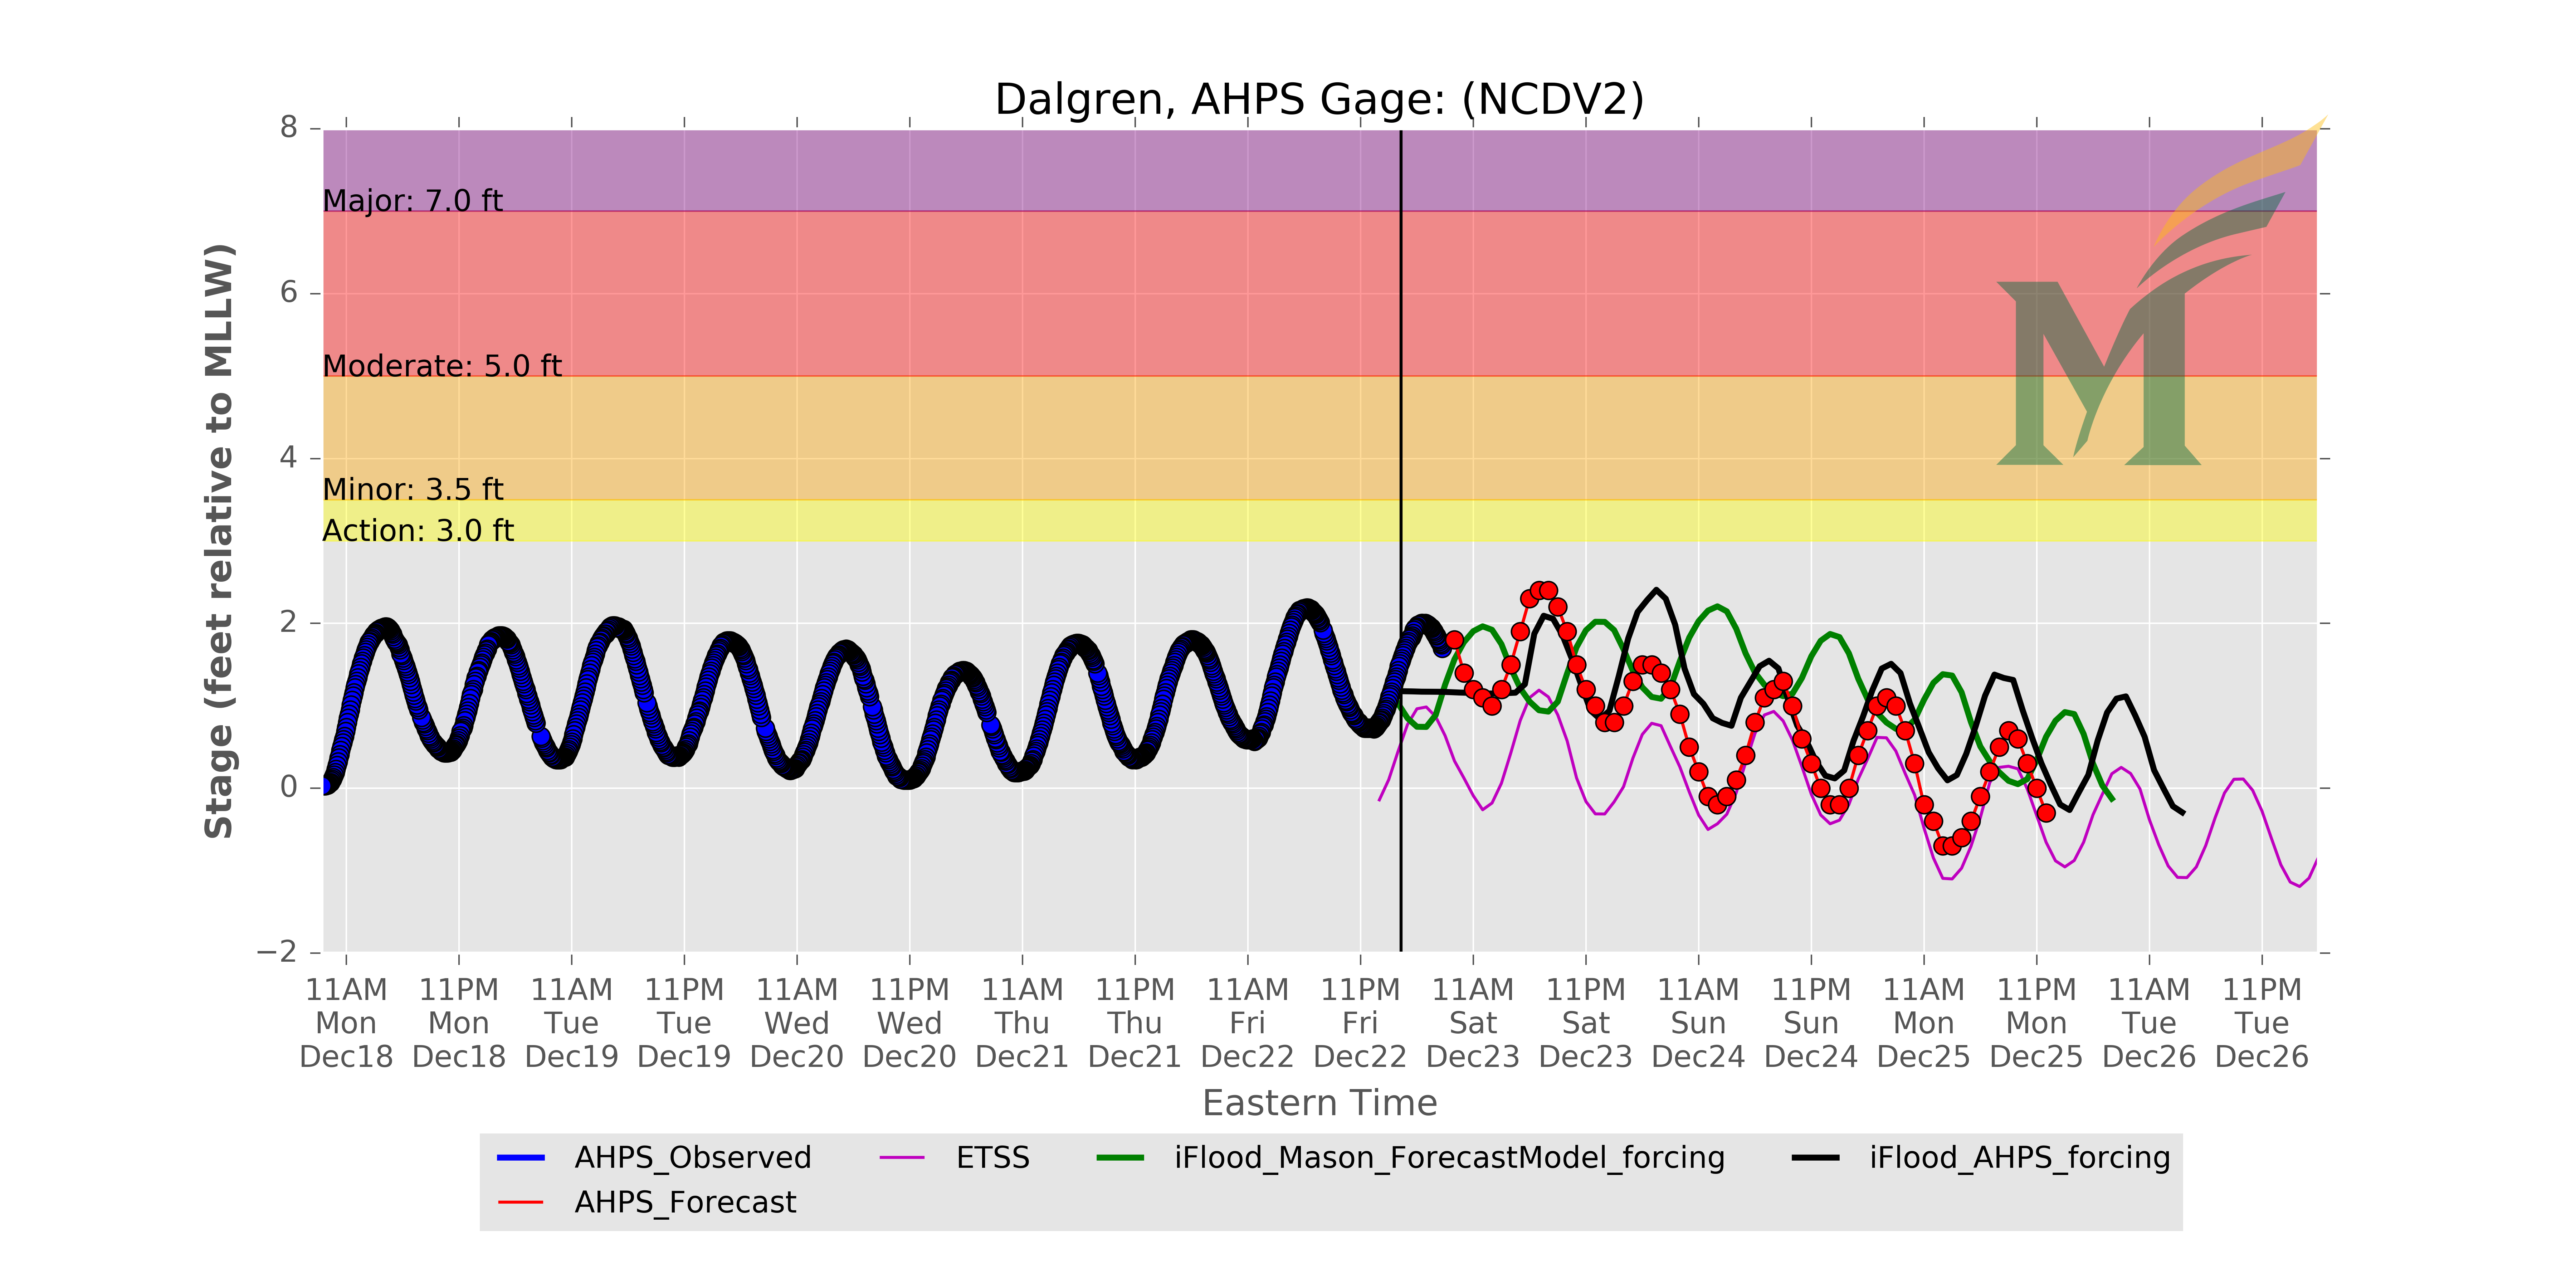 Dalgren, AHPS Gage: (NCDV2)
Stage (feet relative to MLLW)
8
6
4
2
0
−2
Major: 7.0 ft
Moderate: 5.0 ft
Minor: 3.5 ft
Action: 3.0 ft
M
11AM 11PM 11AM 11PM 11AM 11PM 11AM 11PM 11AM 11PM 11AM 11PM 11AM 11PM 11AM 11PM 11AM 11PM
Mon Mon Tue Tue Wed Wed Thu Thu Fri Fri Sat Sat Sun Sun Mon Mon Tue Tue
Dec18 Dec18 Dec19 Dec19 Dec20 Dec20 Dec21 Dec21 Dec22 Dec22 Dec23 Dec23 Dec24 Dec24 Dec25 Dec25 Dec26 Dec26
Eastern Time
AHPS_Observed ETSS iFlood_Mason_ForecastModel_forcing iFlood_AHPS_forcing
AHPS_Forecast